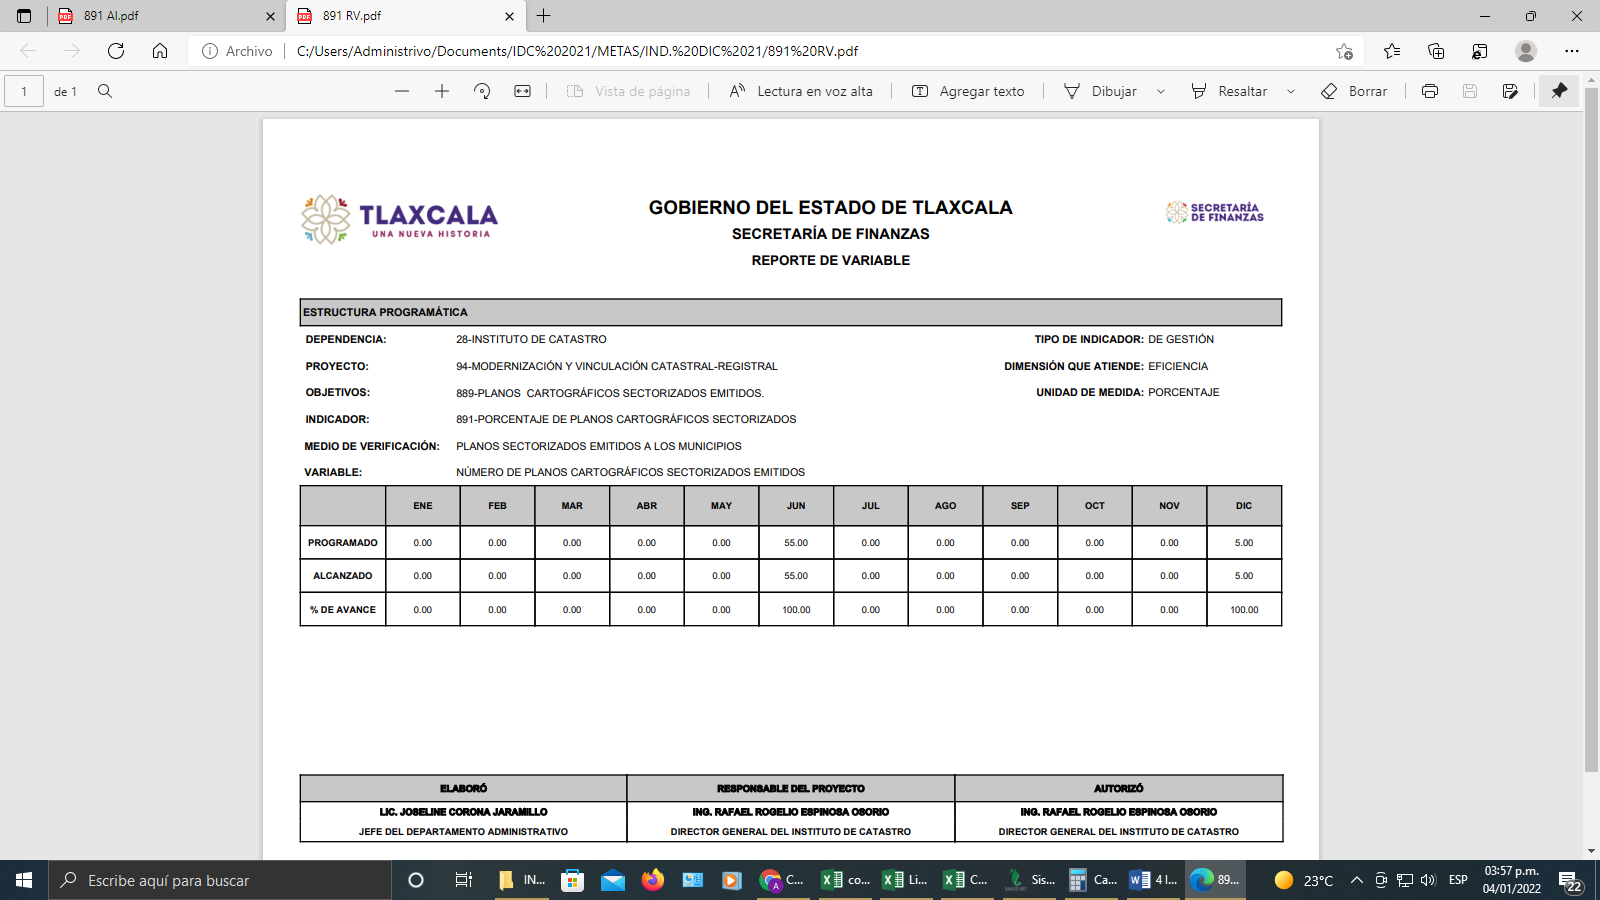 891 AI.pdf
891 RV.pdf
Archivo
C:/Users/Administrivo/Documents/IDC%202021/METAS/IND.%20DIC%2021/891%20RV.pdf
1 de 1
Vista de página
Lectura en voz alta
Agregar texto
Dibujar
Resaltar
Borrar
TLAXCALA
UNA NUEVA HISTORIA
GOBIERNO DEL ESTADO DE TLAXCALA
SECRETARÍA DE FINANZAS
REPORTE DE VARIABLE
SECRETARÍA
DE FINANZAS
ESTRUCTURA PROGRAMÁTICA
DEPENDENCIA: 28-INSTITUTO DE CATASTRO TIPO DE INDICADOR: DE GESTIÓN
PROYECTO: 94-MODERNIZACIÓN Y VINCULACIÓN CATASTRAL-REGISTRAL DIMENSIÓN QUE ATIENDE: EFICIENCIA
OBJETIVOS: 889-PLANOS CARTOGRÁFICOS SECTORIZADOS EMITIDOS. UNIDAD DE MEDIDA: PORCENTAJE
INDICADOR: 891-PORCENTAJE DE PLANOS CARTOGRÁFICOS SECTORIZADOS
MEDIO DE VERIFICACIÓN: PLANOS SECTORIZADOS EMITIDOS A LOS MUNICIPIOS
VARIABLE: NÚMERO DE PLANOS CARTOGRÁFICOS SECTORIZADOS EMITIDOS
ENE FEB MAR ABR MAY JUN JUL AGO SEP OCT NOV DIC
PROGRAMADO 0.00 0.00 0.00 0.00 0.00 55.00 0.00 0.00 0.00 0.00 0.00 5.00
ALCANZADO 0.00 0.00 0.00 0.00 0.00 55.00 0.00 0.00 0.00 0.00 0.00 5.00
% DE AVANCE 0.00 0.00 0.00 0.00 0.00 100.00 0.00 0.00 0.00 0.00 0.00 100.00
ELABORÓ RESPONSABLE DEL PROYECTO AUTORIZÓ
LIC. JOSELINE CORONA JARAMILLO ING. RAFAEL ROGELIO ESPINOSA OSORIO ING. RAFAEL ROGELIO ESPINOSA OSORIO
JEFE DEL DEPARTAMENTO ADMINISTRATIVO DIRECTOR GENERAL DEL INSTITUTO DE CATASTRO DIRECTOR GENERAL DEL INSTITUTO DE CATASTRO
Escribe aquí para buscar
IN...
C...
co...
Li...
C...
Sis...
Ca...
4 I...
89...
23°C
ESP
03:57 p.m.
04/01/2022
22